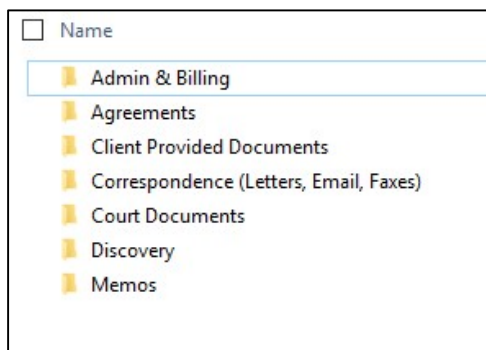 Name
Admin & Billing
Agreements
Client Provided Documents
Correspondence (Letters, Email, Faxes)
Court Documents
Discovery
Memos